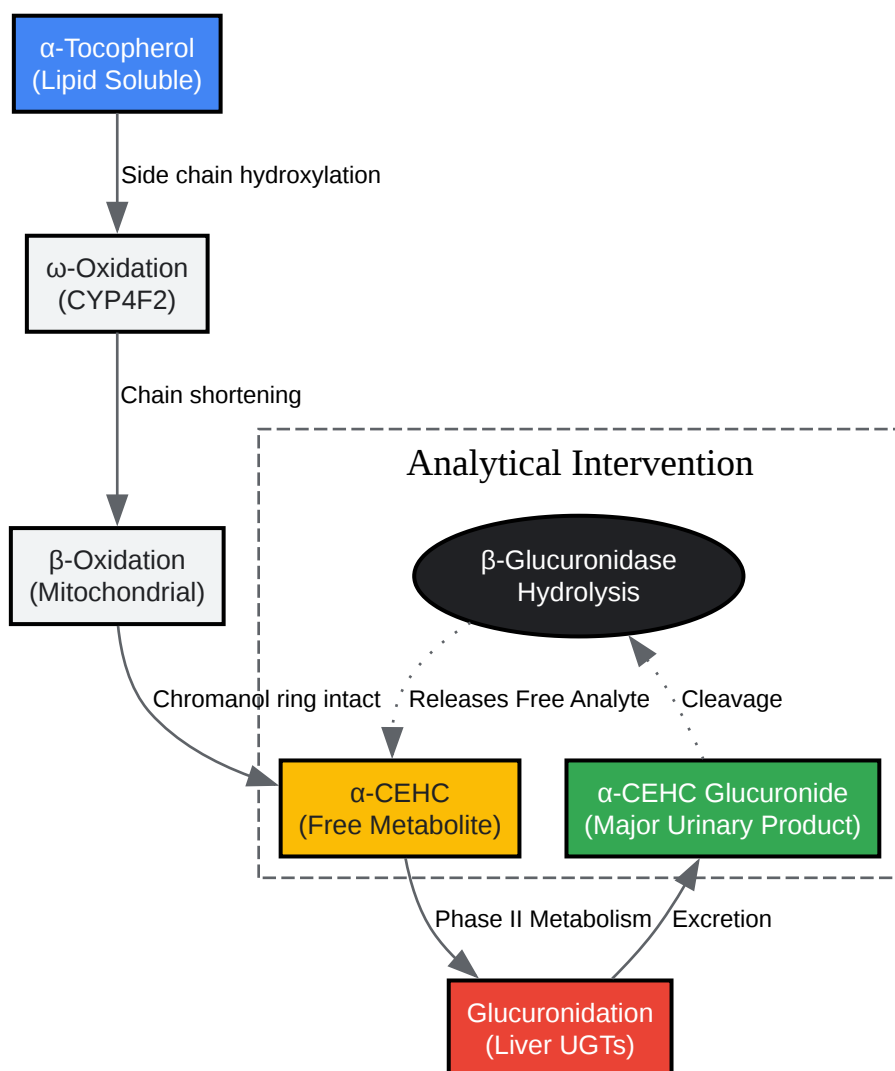 α-Tocopherol
(Lipid Soluble)
Side chain hydroxylation
ω-Oxidation
(CYP4F2)
Chain shortening
Analytical Intervention
β-Glucuronidase
Hydrolysis
β-Oxidation
(Mitochondrial)
Chromanol ring intact
Releases Free Analyte
Cleavage
α-CEHC
(Free Metabolite)
α-CEHC Glucuronide
(Major Urinary Product)
Phase II Metabolism
Excretion
Glucuronidation
(Liver UGTs)